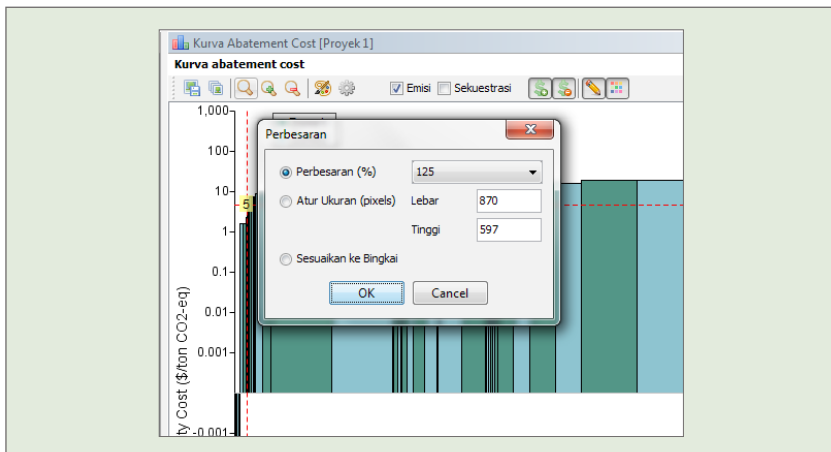 Kurva Abatement Cost [Proyek 1]
Kurva abatement cost
Emisi Sekuestrasi
1,000
100
10
1
0.1
0.01
0.001
-0.001
5
ty Cost ($/ton CO2-eq)
Perbesaran
Perbesaran (%) 125
Atur Ukuran (pixels) Lebar 870
Tinggi 597
Sesuaikan ke Bingkai
OK Cancel